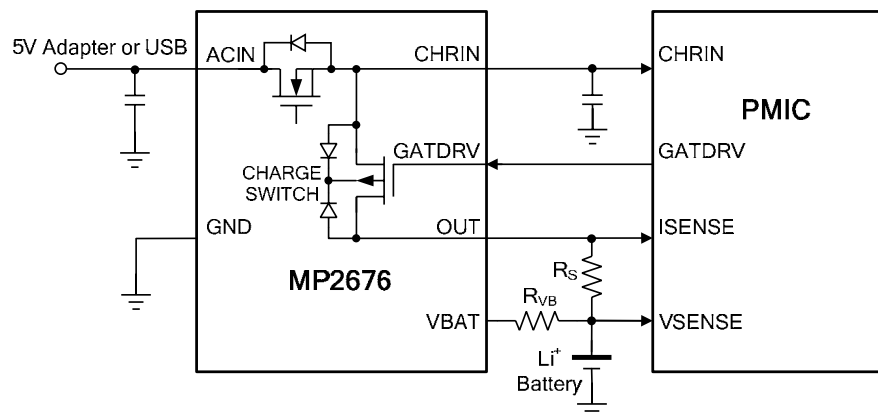 5V Adapter or USB
ACIN
CHRIN
CHRIN
PMIC
GATDRV
GATDRV
CHARGE
SWITCH
GND
OUT
ISENSE
MP2676
RS
RVB
VBAT
VSENSE
Li+
Battery